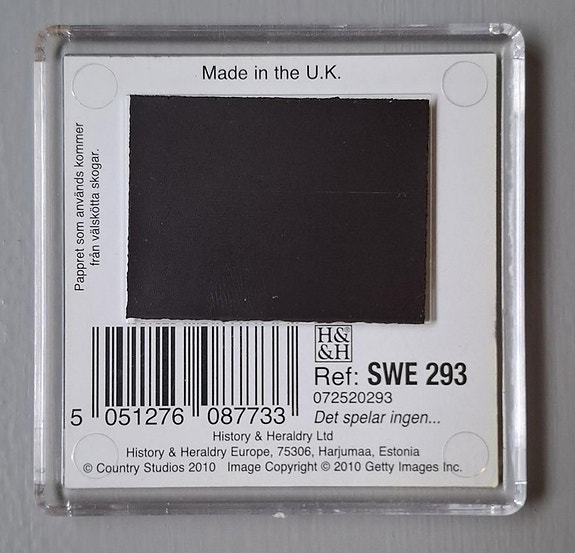 Made in the U.K.
Pappret som används kommer
från välskötta skogar.
H&®
&H
Ref: SWE 293
072520293
Det spelar ingen...
5 051276 087733
History & Heraldry Ltd
History & Heraldry Europe, 75306, Harjumaa, Estonia
© Country Studios 2010 Image Copyright © 2010 Getty Images Inc.